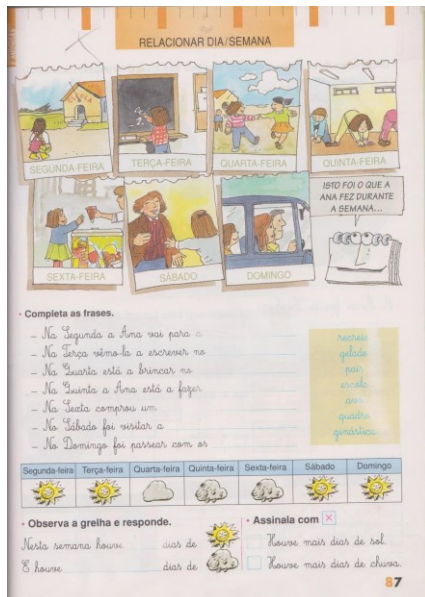 RELACIONAR DIA/SEMANA
SEGUNDA-FEIRA
TERÇA-FEIRA
QUARTA-FEIRA
QUINTA-FEIRA
SEXTA-FEIRA
SÁBADO
DOMINGO
ISTO FOI O QUE A
ANA FEZ DURANTE
A SEMANA...
• Completa as frases.
– Na Segunda a Ana vai para a
– Na Terça vêmo-la a escrever no
– Na Quarta está a brincar no
– Na Quinta a Ana está a fazer
– Na Sexta comprou um
– No Sábado foi visitar a
– No Domingo foi passear com os
recreio
gelado
pais
escola
avó
quadro
ginástica
Segunda-feira Terça-feira Quarta-feira Quinta-feira Sexta-feira Sábado Domingo
• Observa a grelha e responde.
Nesta semana houve dias de
E houve dias de
• Assinala com ×
Houve mais dias de sol.
Houve mais dias de chuva.
87